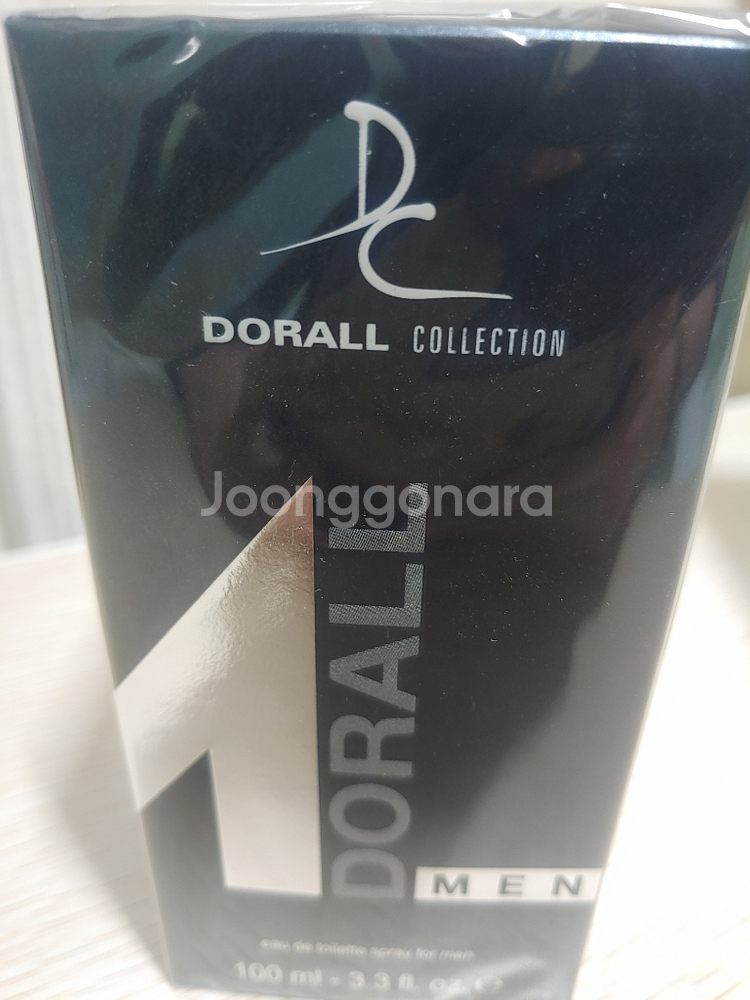 DC
DORALL COLLECTION
Joonggonara
1
DORALL
MEN
eau de toilette spray for men
100 ml - 3.3 fl. oz. ℮